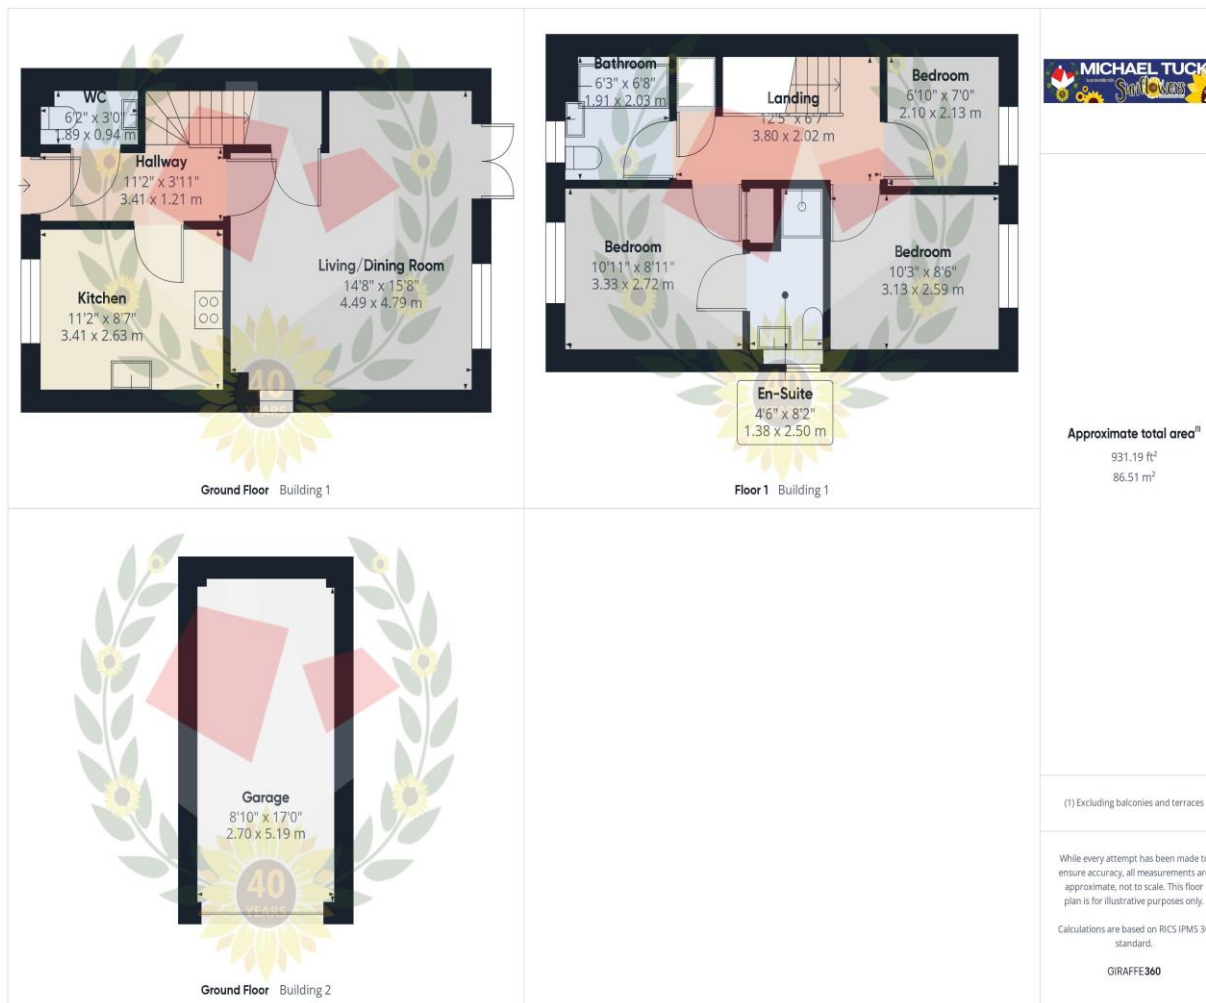 WC
6'2" x 3'0"
1.89 x 0.94 m
Hallway
11'2" x 3'11"
3.41 x 1.21 m
Kitchen
11'2" x 8'7"
3.41 x 2.63 m
Living/Dining Room
14'8" x 15'8"
4.49 x 4.79 m
40
YEARS
Ground Floor Building 1
Bathroom
6'3" x 6'8"
1.91 x 2.03 m
Landing
12'5" x 6'7"
3.80 x 2.02 m
Bedroom
6'10" x 7'0"
2.10 x 2.13 m
Bedroom
10'11" x 8'11"
3.33 x 2.72 m
Bedroom
10'3" x 8'6"
3.13 x 2.59 m
40
En-Suite
4'6" x 8'2"
1.38 x 2.50 m
Floor 1 Building 1
Garage
8'10" x 17'0"
2.70 x 5.19 m
40
YEARS
Ground Floor Building 2
MICHAEL TUCK
Sunflowers
Approximate total area(1)
931.19 ft²
86.51 m²
(1) Excluding balconies and terraces
While every attempt has been made to
ensure accuracy, all measurements are
approximate, not to scale. This floor
plan is for illustrative purposes only.
Calculations are based on RICS IPMS 3C
standard.
GIRAFFE360